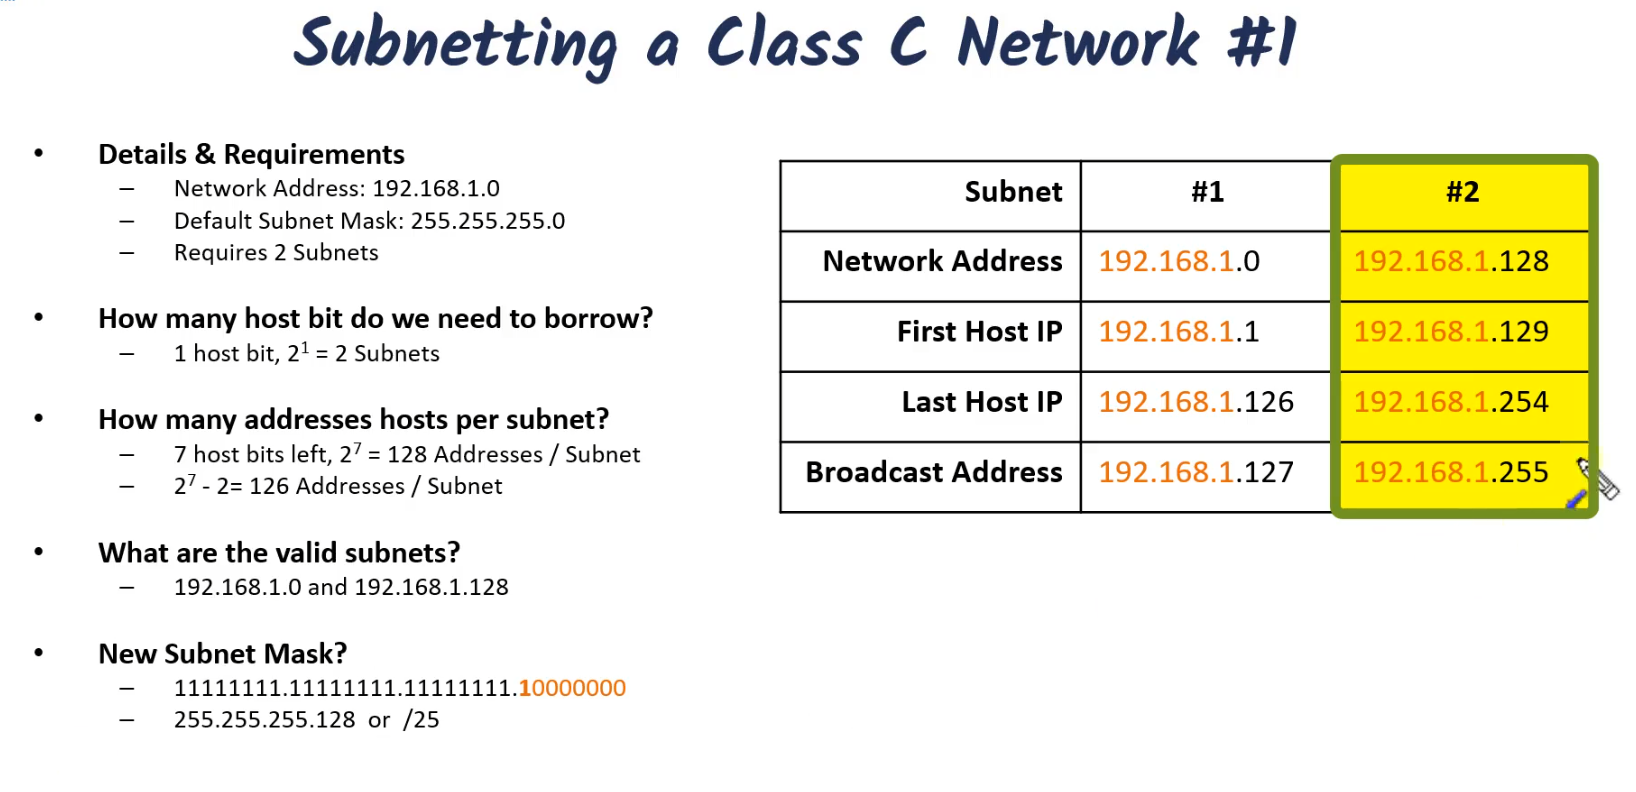 Subnetting a Class C Network #1
• Details & Requirements
– Network Address: 192.168.1.0
– Default Subnet Mask: 255.255.255.0
– Requires 2 Subnets
• How many host bit do we need to borrow?
– 1 host bit, 2¹ = 2 Subnets
• How many addresses hosts per subnet?
– 7 host bits left, 2⁷ = 128 Addresses / Subnet
– 2⁷ - 2= 126 Addresses / Subnet
• What are the valid subnets?
– 192.168.1.0 and 192.168.1.128
• New Subnet Mask?
– 11111111.11111111.11111111.10000000
– 255.255.255.128 or /25
Subnet #1 #2
Network Address 192.168.1.0 192.168.1.128
First Host IP 192.168.1.1 192.168.1.129
Last Host IP 192.168.1.126 192.168.1.254
Broadcast Address 192.168.1.127 192.168.1.255